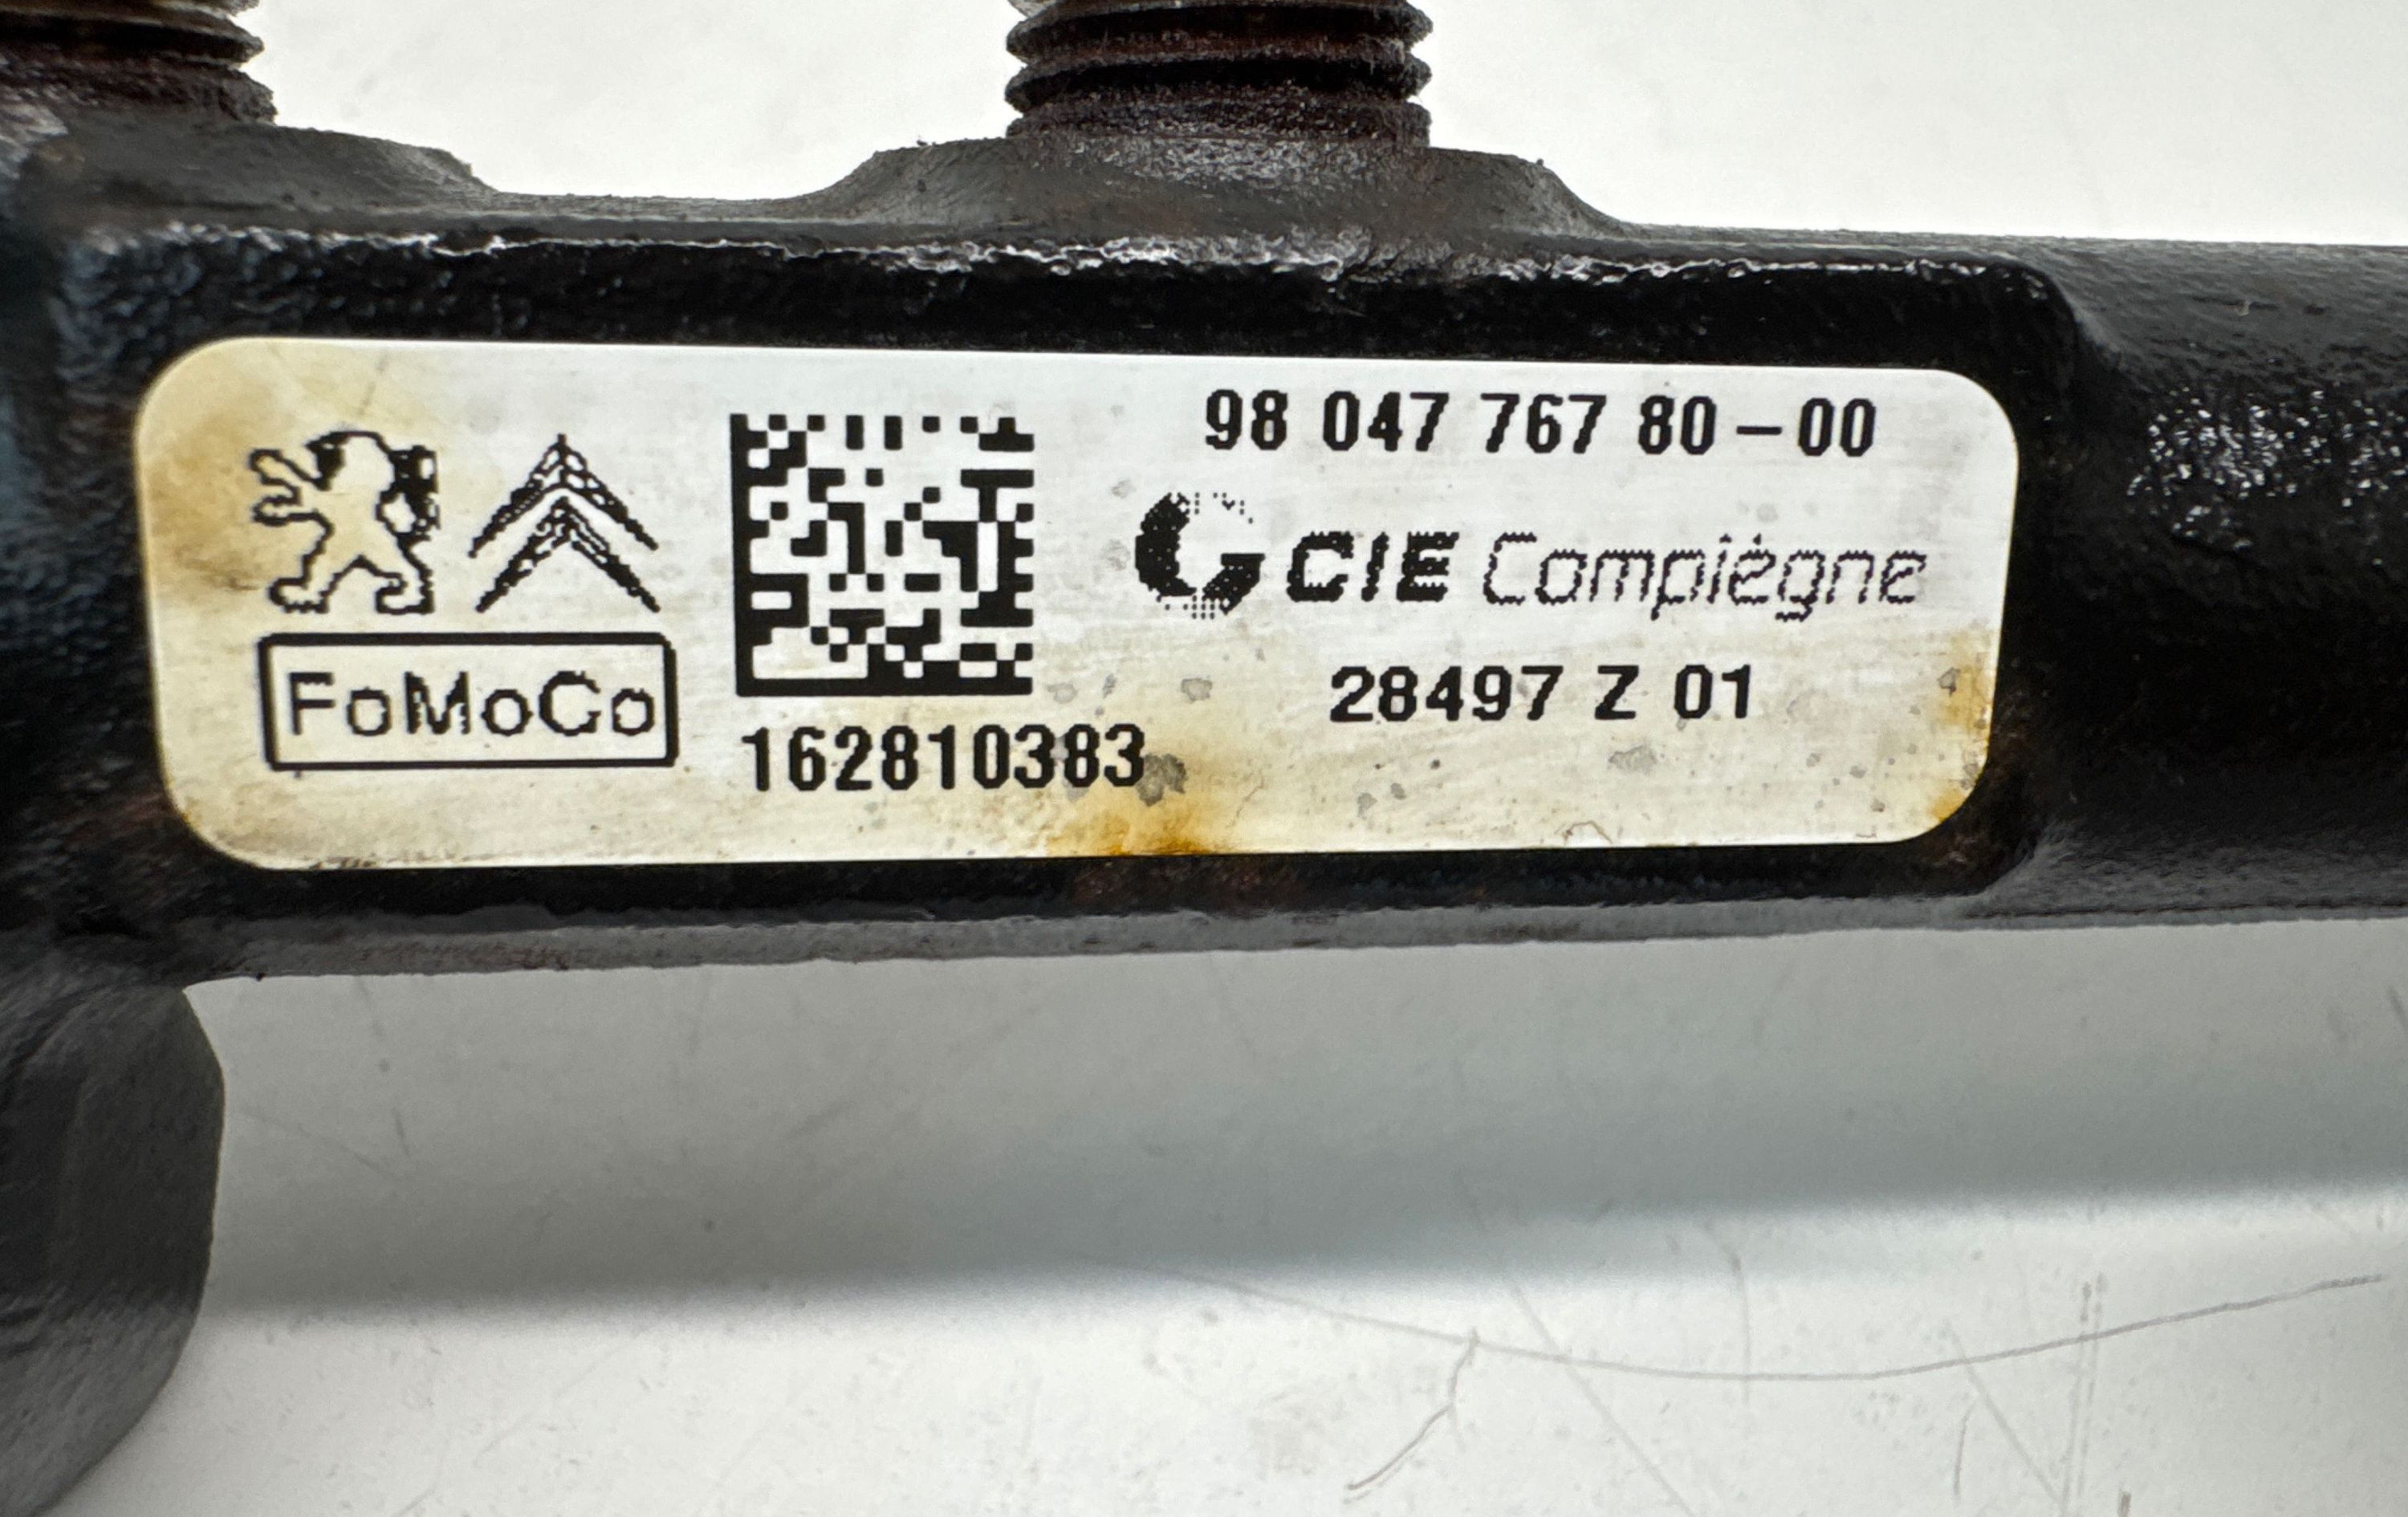 98 047 767 80-00
CIE Compiègne
28497 Z 01
FoMoCo
162810383